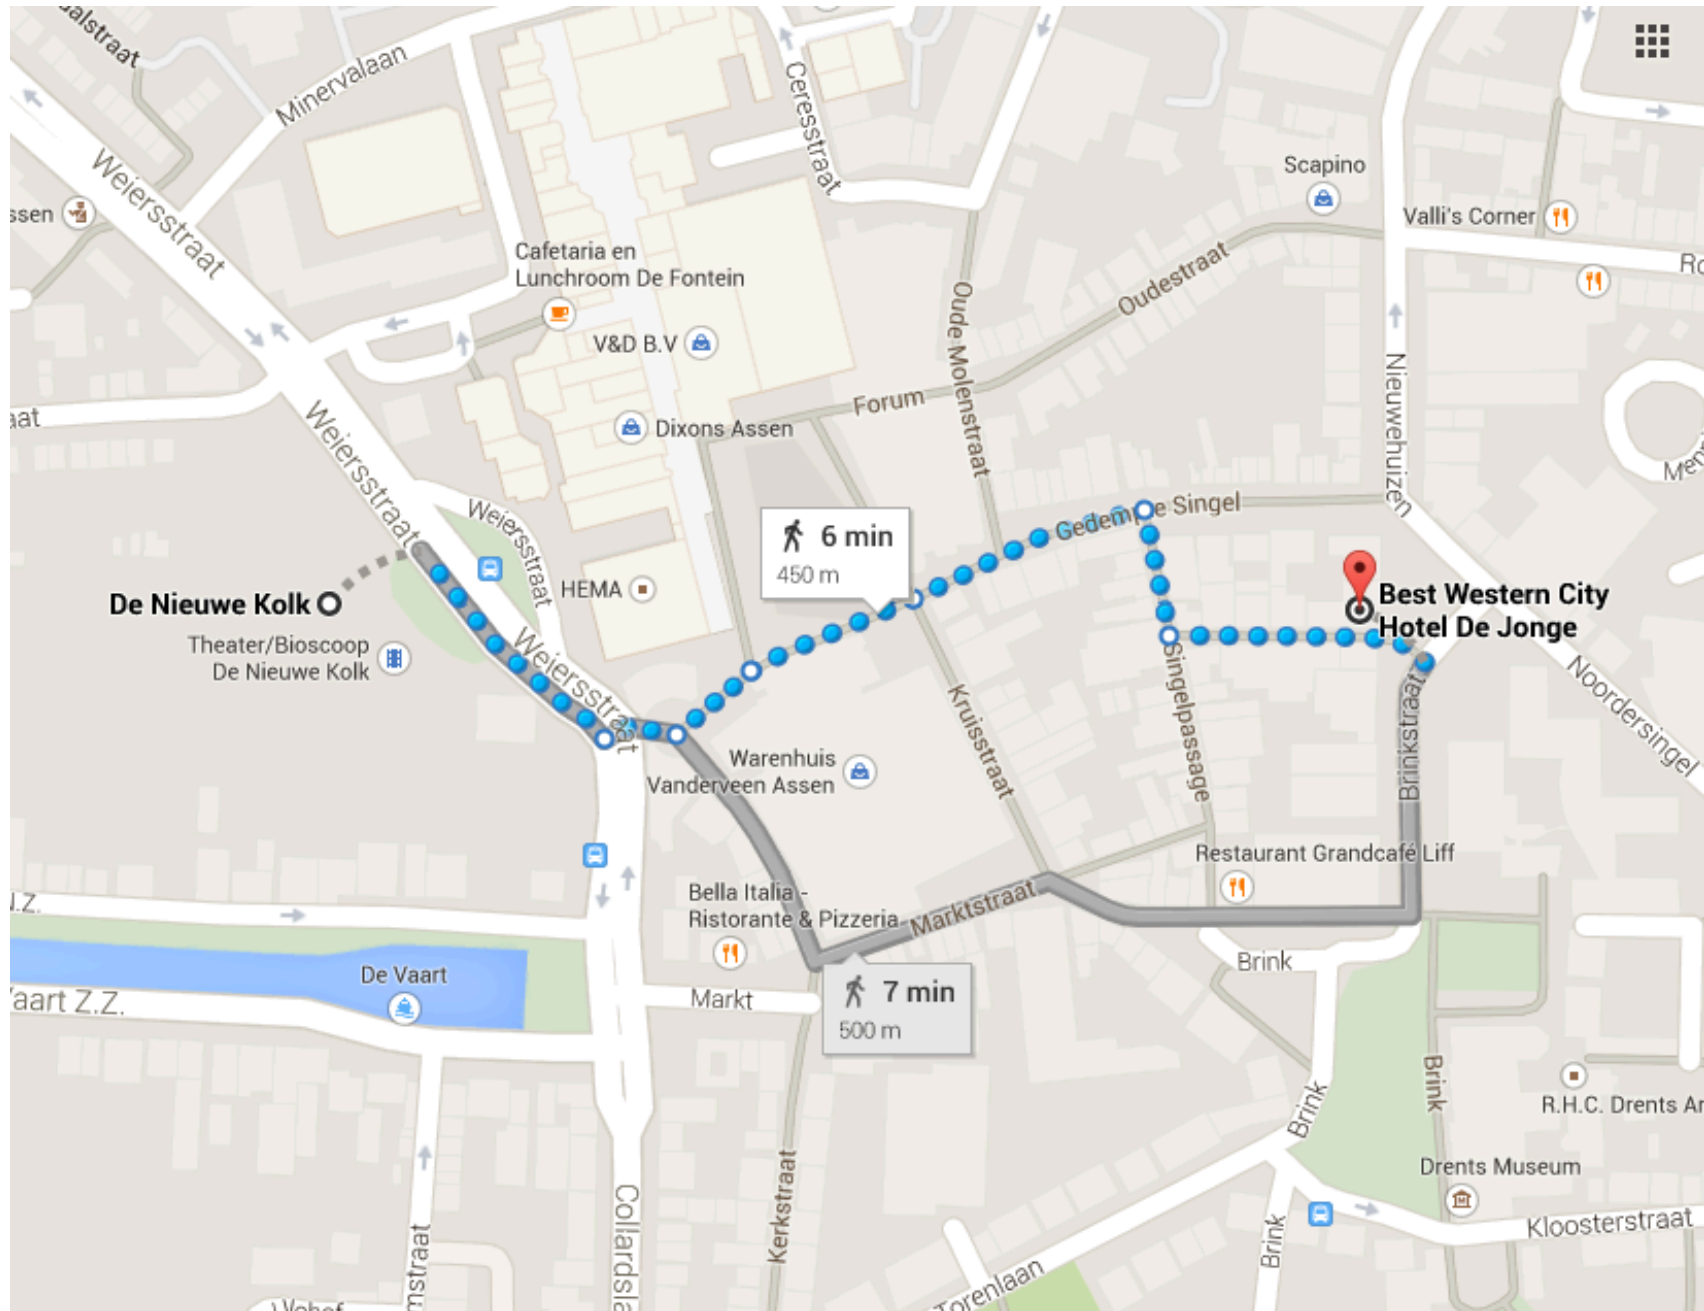 Minervalaan
Ceresstraat
Scapino
Valli's Corner
Weiersstraat
Cafetaria en
Lunchroom De Fontein
Oudestraat
V&D B.V
Oude Molenstraat
Nieuwehuizen
Forum
Dixons Assen
Weiersstraat
Weiersstraat
Gedempte Singel
6 min
450 m
HEMA
De Nieuwe Kolk
Theater/Bioscoop
De Nieuwe Kolk
Weiersstraat
Best Western City
Hotel De Jonge
Singelpassage
Kruisstraat
Brinkstraat
Noordersingel
Warenhuis
Vanderveen Assen
Restaurant Grandcafé Liff
Bella Italia -
Ristorante & Pizzeria
Marktstraat
De Vaart
Markt
Brink
7 min
500 m
Z.Z.
Brink
Brink
R.H.C. Drents
Drents Museum
Kerkstraat
Brink
Kloosterstraat
Torenlaan